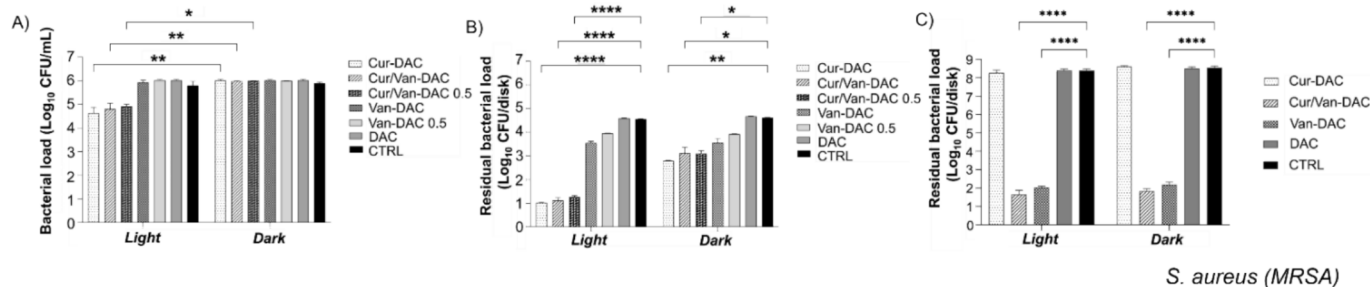 A)
Bacterial load (Log10 CFU/mL)
7
6
5
4
3
2
1
0
*
**
**
Light
Dark
Cur-DAC
Cur/Van-DAC
Cur/Van-DAC 0.5
Van-DAC
Van-DAC 0.5
DAC
CTRL
B)
Residual bacterial load
(Log10 CFU/disk)
7
6
5
4
3
2
1
0
****
****
****
*
*
**
Light
Dark
Cur-DAC
Cur/Van-DAC
Cur/Van-DAC 0.5
Van-DAC
Van-DAC 0.5
DAC
CTRL
C)
Residual bacterial load
(Log10 CFU/disk)
9
8
7
6
5
4
3
2
1
0
****
****
****
****
Light
Dark
Cur-DAC
Cur/Van-DAC
Van-DAC
DAC
CTRL
S. aureus (MRSA)